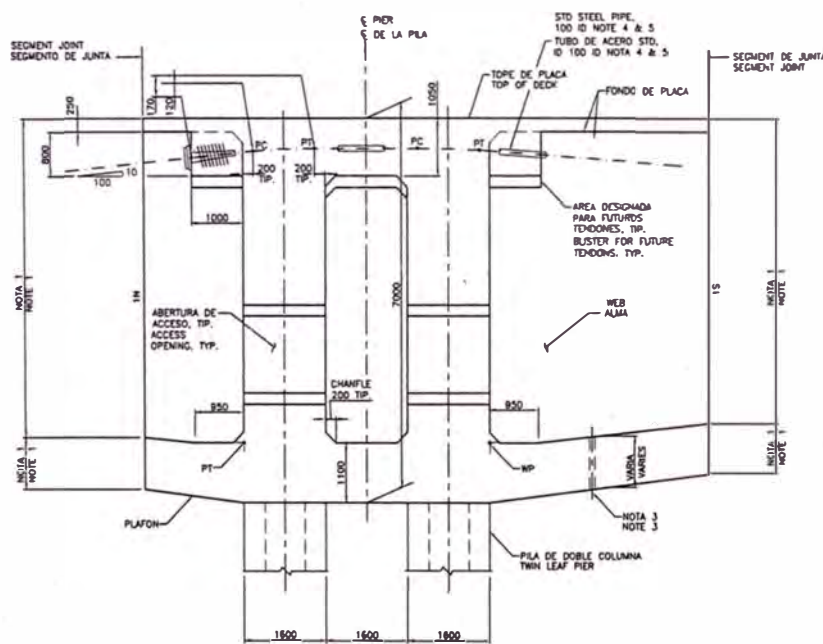 ℄ PIER
℄ DE LA PILA
STD STEEL PIPE,
100 ID NOTE 4 & 5
TUBO DE ACERO STD,
ID 100 ID NOTA 4 & 5
SEGMENT JOINT
SEGMENTO DE JUNTA
SEGMENT DE JUNTA
SEGMENT JOINT
TOPE DE PLACA
TOP OF DECK
FONDO DE PLACA
250
170
120
1050
PC
PT
PC
PT
800
10
100
200
TIP.
200
TIP.
1000
AREA DESIGNADA
PARA FUTUROS
TENDONES, TIP.
BUSTER FOR FUTURE
TENDONS, TYP.
NOTA 1
NOTE 1
1N
7000
1S
NOTA 1
NOTE 1
ABERTURA DE
ACCESO, TIP.
ACCESS
OPENING, TYP.
WEB
ALMA
CHANFLE
200 TIP.
950
950
NOTA 1
NOTE 1
PT
1100
WP
VARIA
VARIES
NOTA 1
NOTE 1
PLAFON
NOTA 3
NOTE 3
PILA DE DOBLE COLUMNA
TWIN LEAF PIER
1600
1600
1600